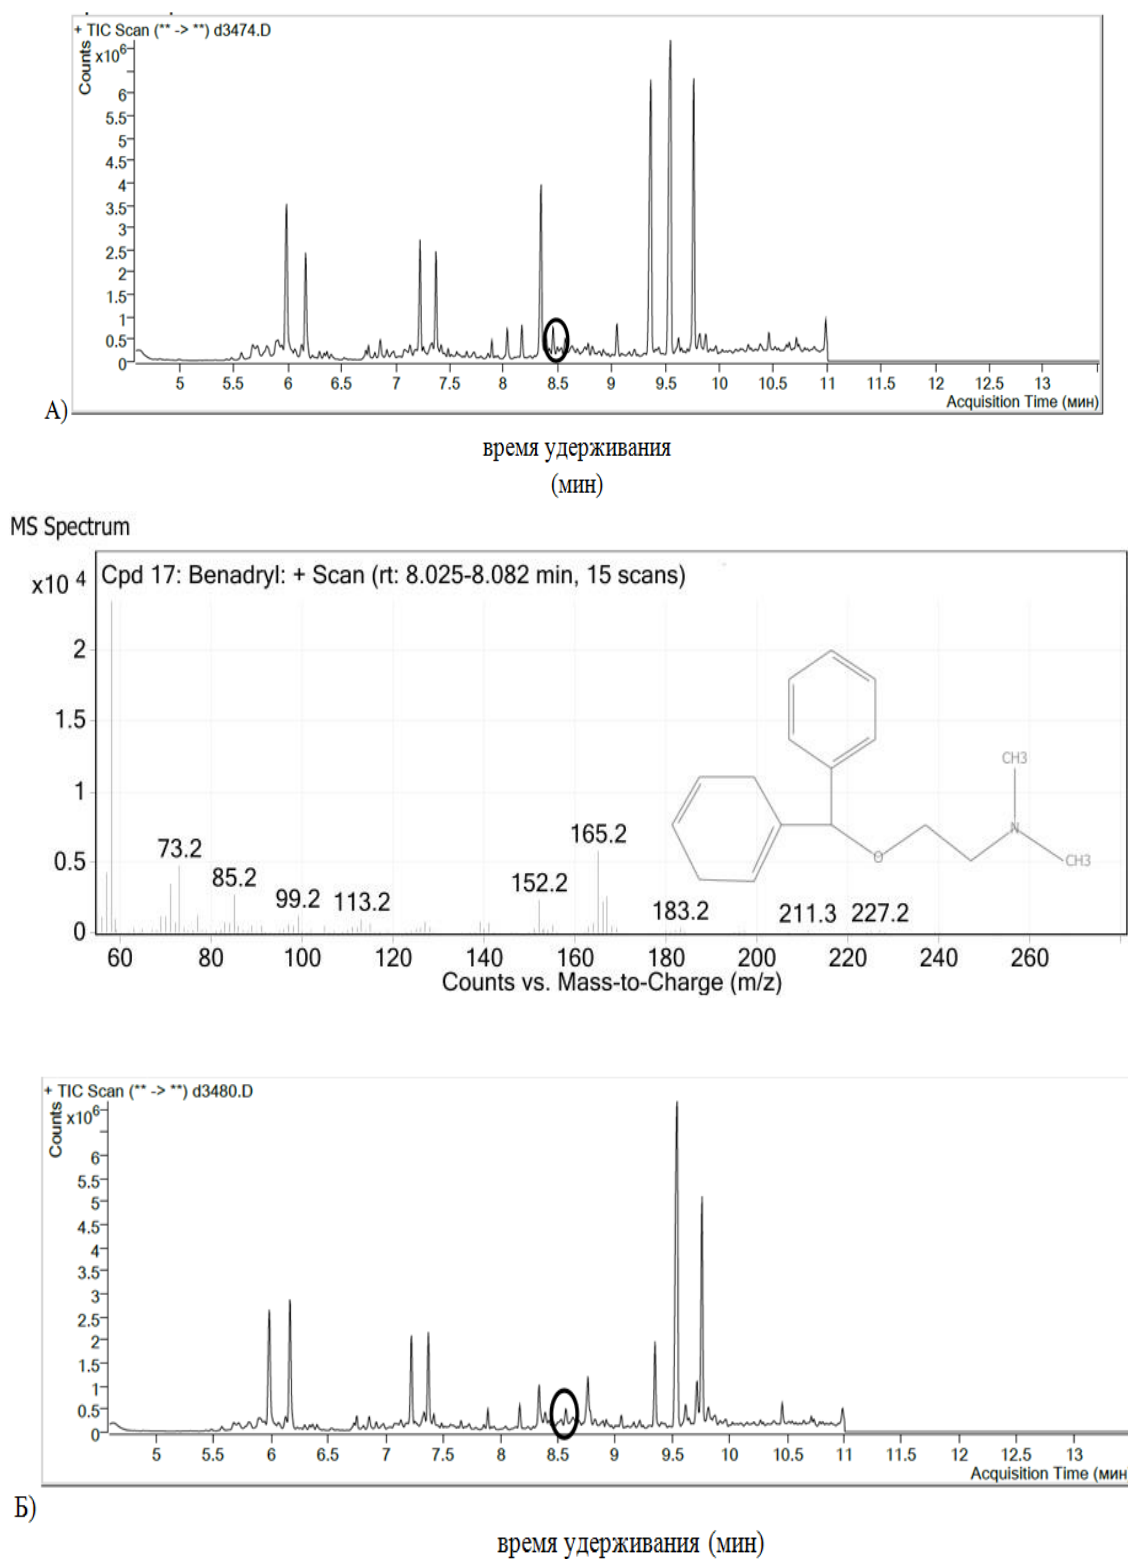 + TIC Scan (** -> **) d3474.D
Counts
x10 6
6
5.5
5
4.5
4
3.5
3
2.5
2
1.5
1
0.5
0
5 5.5 6 6.5 7 7.5 8 8.5 9 9.5 10 10.5 11 11.5 12 12.5 13
Acquisition Time (мин)
А)
время удерживания
(мин)
MS Spectrum
x10 4
Cpd 17: Benadryl: + Scan (rt: 8.025-8.082 min, 15 scans)
2
1.5
1
0.5
0
73.2
85.2
99.2
113.2
152.2
165.2
183.2
211.3
227.2
CH3
N
O
CH3
60 80 100 120 140 160 180 200 220 240 260
Counts vs. Mass-to-Charge (m/z)
+ TIC Scan (** -> **) d3480.D
Counts
x10 6
6
5.5
5
4.5
4
3.5
3
2.5
2
1.5
1
0.5
0
5 5.5 6 6.5 7 7.5 8 8.5 9 9.5 10 10.5 11 11.5 12 12.5 13
Acquisition Time (мин
Б)
время удерживания (мин)